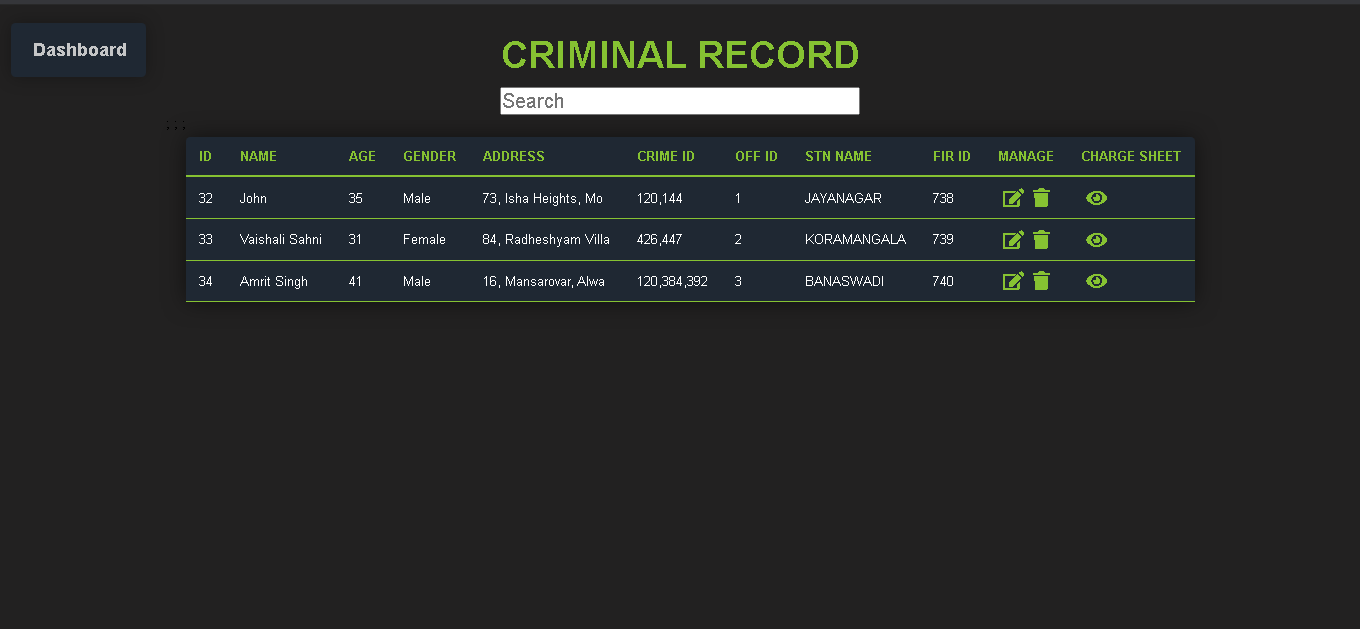 Dashboard
CRIMINAL RECORD
Search
; ; ;
ID NAME AGE GENDER ADDRESS CRIME ID OFF ID STN NAME FIR ID MANAGE CHARGE SHEET
32 John 35 Male 73, Isha Heights, Mo 120,144 1 JAYANAGAR 738
33 Vaishali Sahni 31 Female 84, Radheshyam Villa 426,447 2 KORAMANGALA 739
34 Amrit Singh 41 Male 16, Mansarovar, Alwa 120,384,392 3 BANASWADI 740